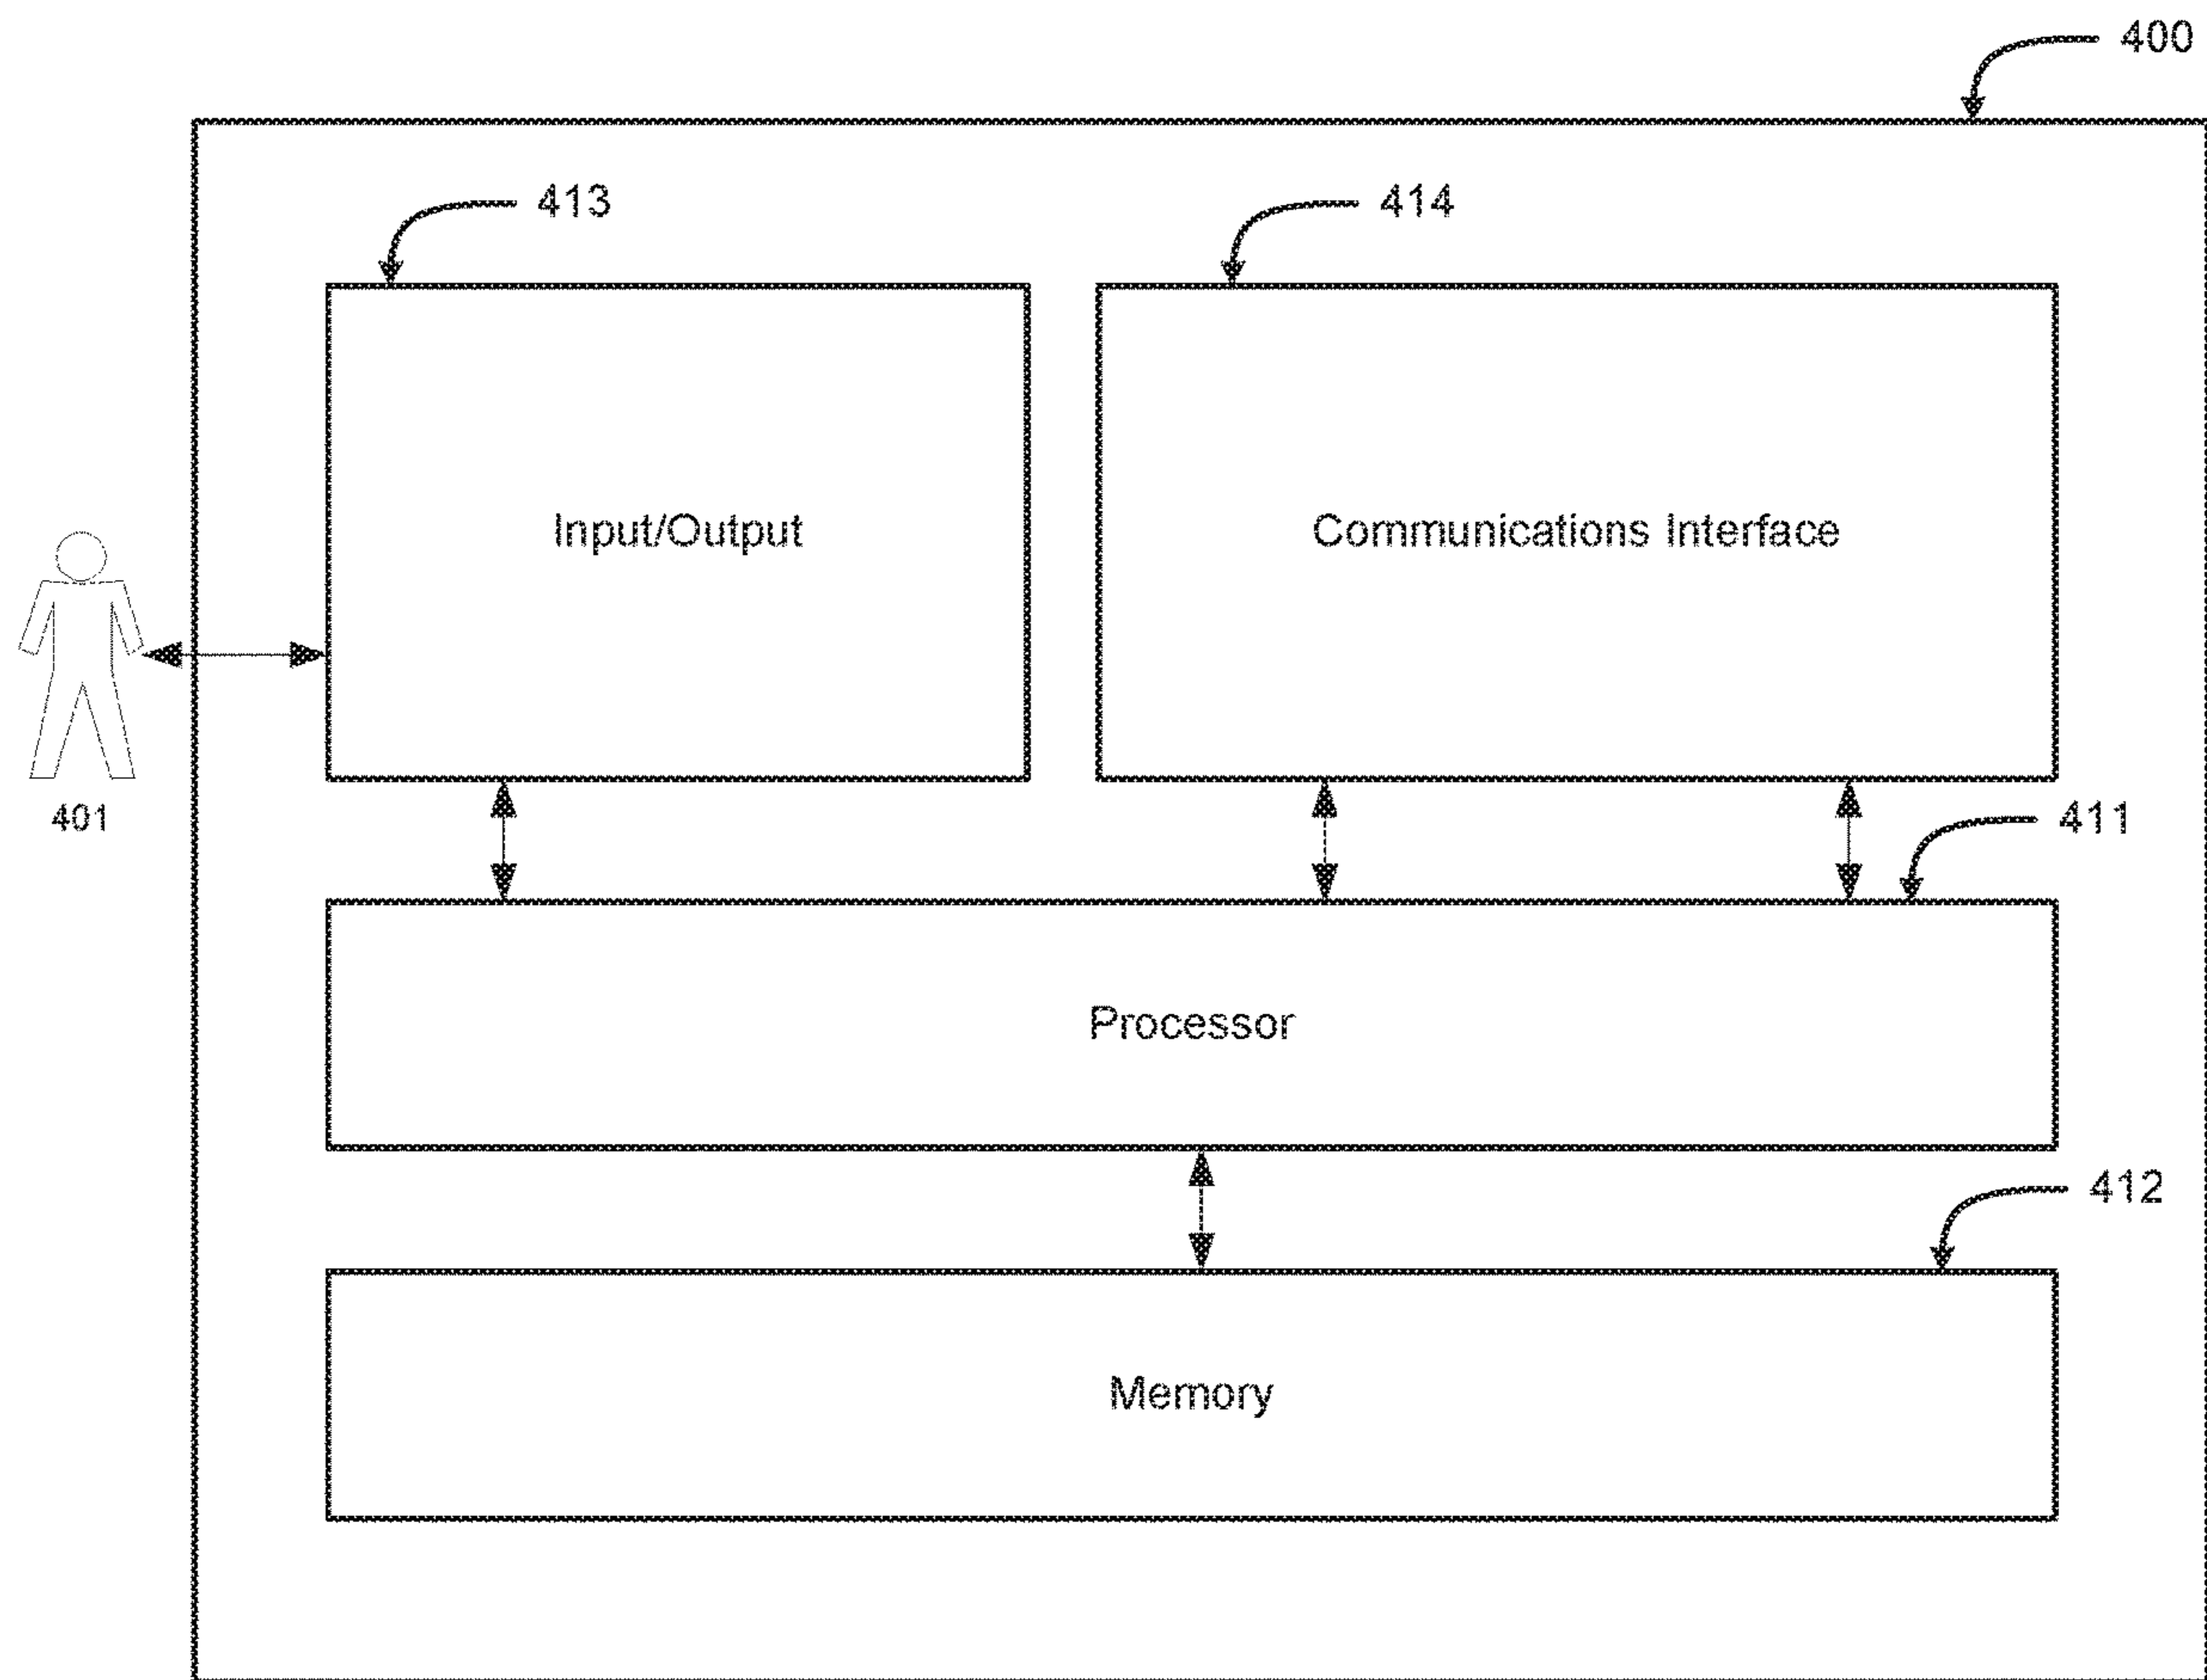 400
413
414
Input/Output
Communications Interface
401
411
Processor
412
Memory